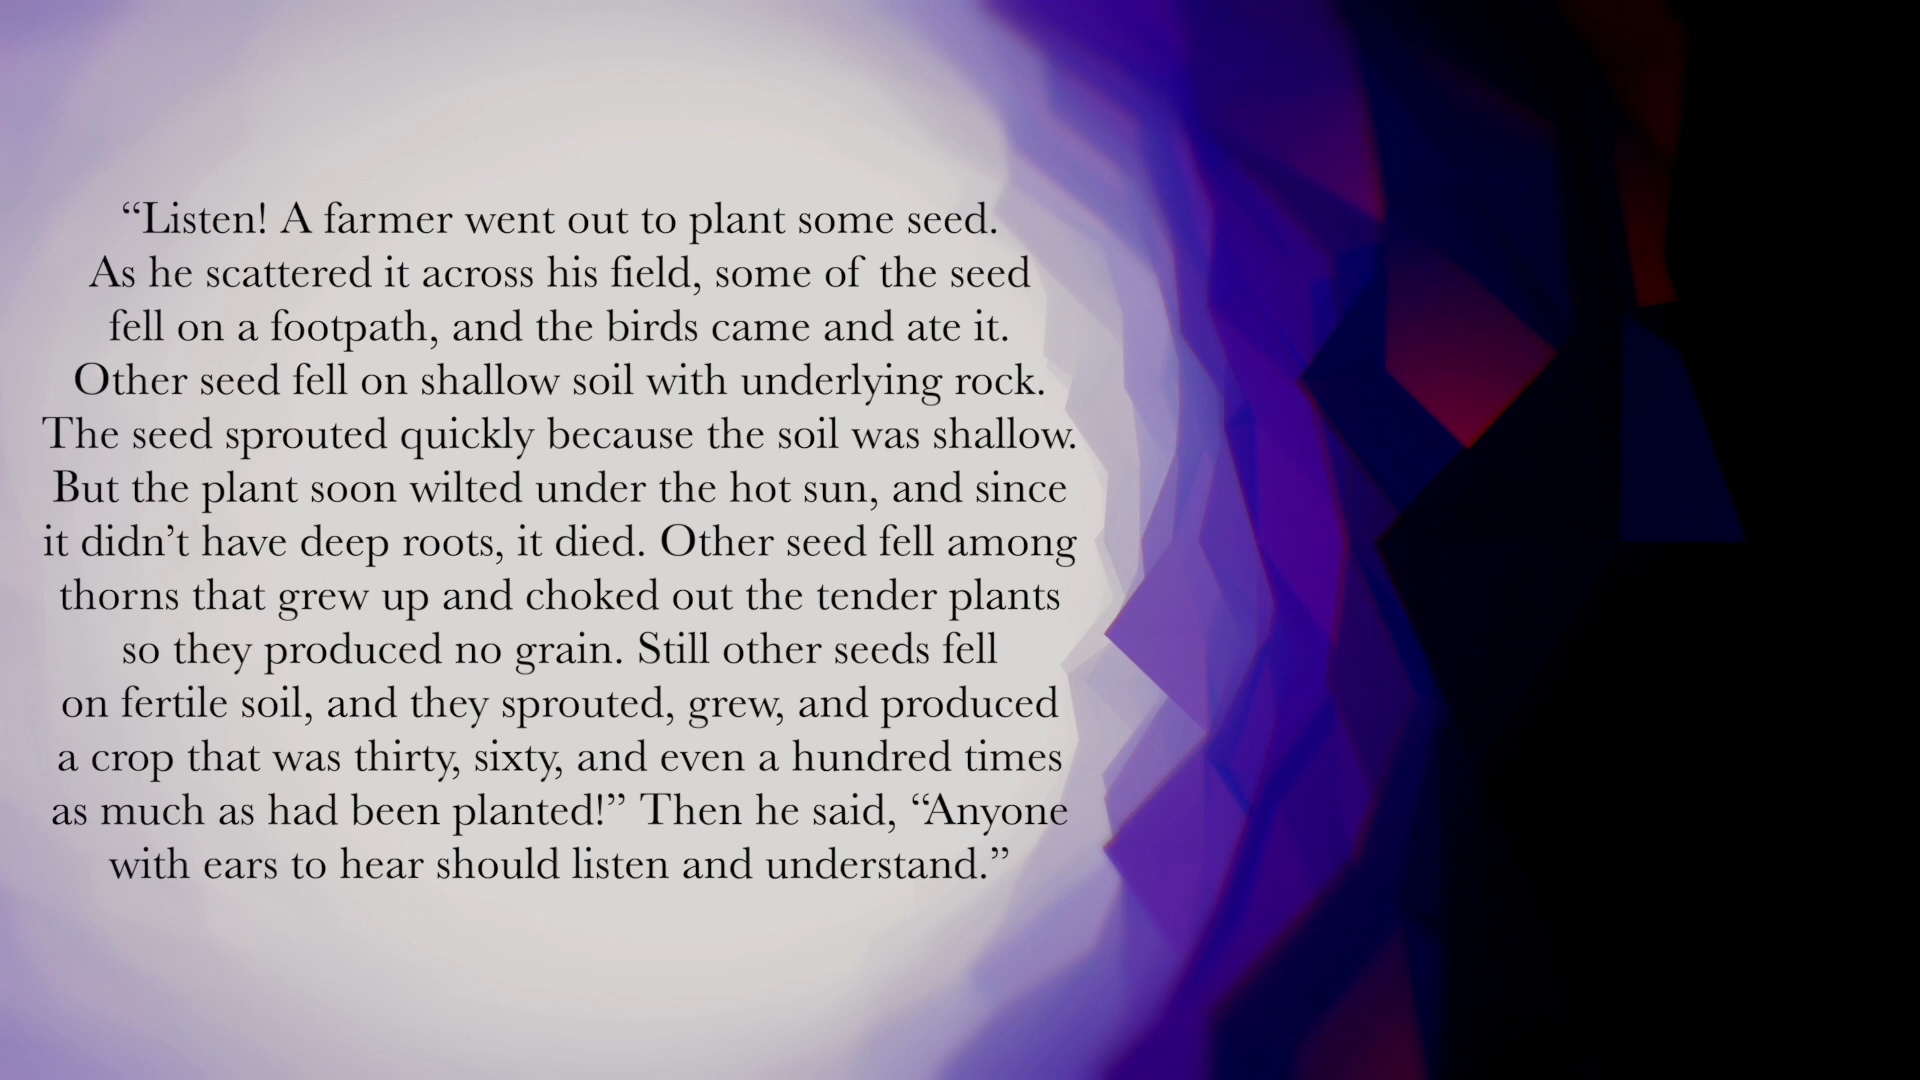 “Listen! A farmer went out to plant some seed.
As he scattered it across his field, some of the seed
fell on a footpath, and the birds came and ate it.
Other seed fell on shallow soil with underlying rock.
The seed sprouted quickly because the soil was shallow.
But the plant soon wilted under the hot sun, and since
it didn’t have deep roots, it died. Other seed fell among
thorns that grew up and choked out the tender plants
so they produced no grain. Still other seeds fell
on fertile soil, and they sprouted, grew, and produced
a crop that was thirty, sixty, and even a hundred times
as much as had been planted!” Then he said, “Anyone
with ears to hear should listen and understand.”